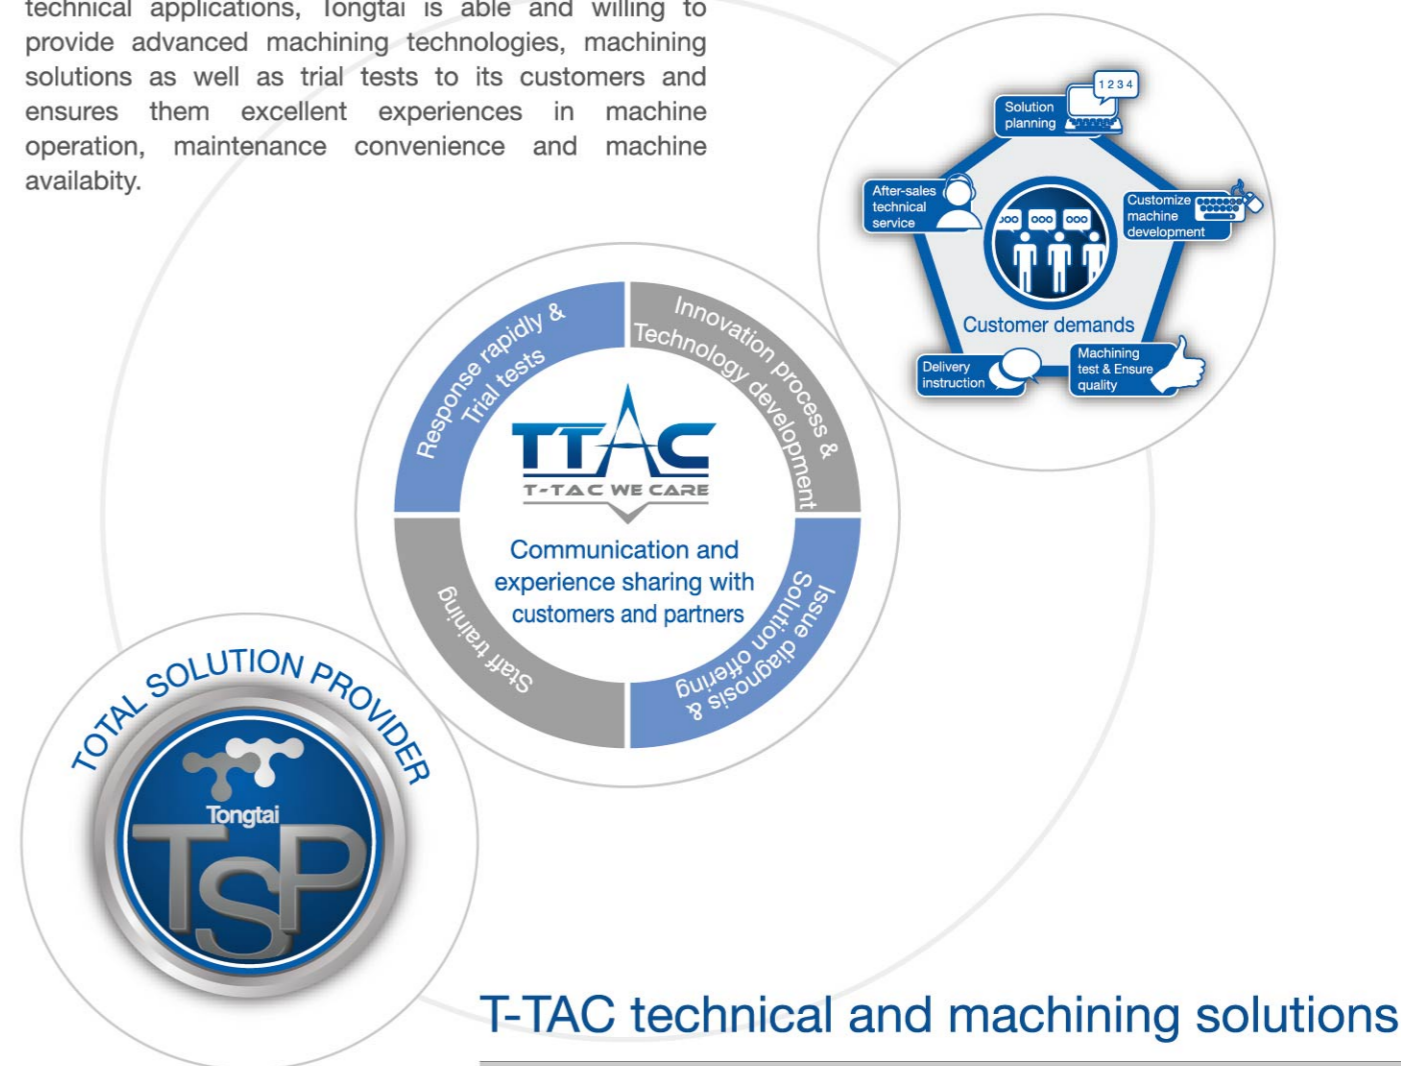 technical applications, Tongtai is able and willing to
provide advanced machining technologies, machining
solutions as well as trial tests to its customers and
ensures them excellent experiences in machine
operation, maintenance convenience and machine
availabity.
1 2 3 4
Solution
planning
After-sales
technical
service
Customize
machine
development
Customer demands
Delivery
instruction
Machining
test & Ensure
quality
Response rapidly &
Trial tests
Innovation process &
Technology development
TTAC
T-TAC WE CARE
Communication and
experience sharing with
customers and partners
Staff training
Issue diagnosis &
Solution offering
TOTAL SOLUTION PROVIDER
Tongtai
TSP
T-TAC technical and machining solutions